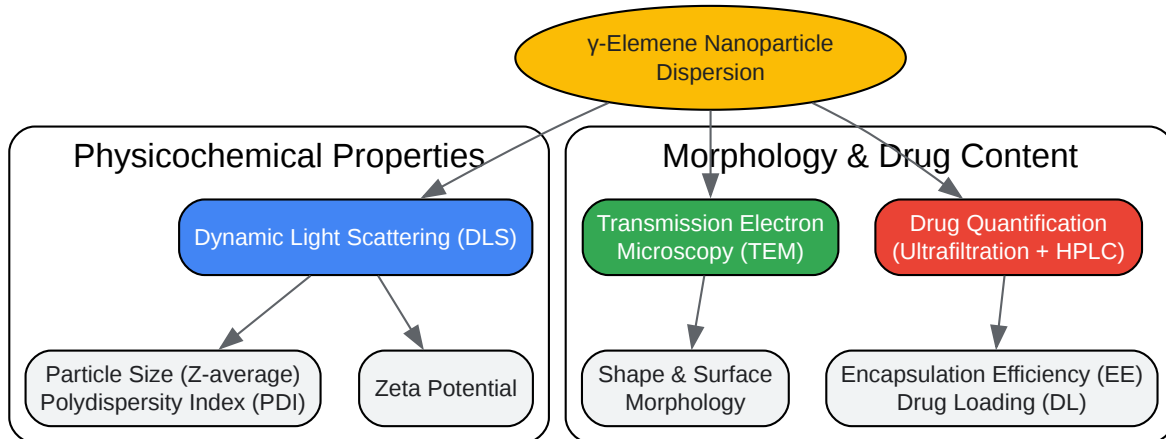 γ-Elemene Nanoparticle
Dispersion
Physicochemical Properties
Morphology & Drug Content
Dynamic Light Scattering (DLS)
Transmission Electron
Microscopy (TEM)
Drug Quantification
(Ultrafiltration + HPLC)
Particle Size (Z-average)
Polydispersity Index (PDI)
Zeta Potential
Shape & Surface
Morphology
Encapsulation Efficiency (EE)
Drug Loading (DL)